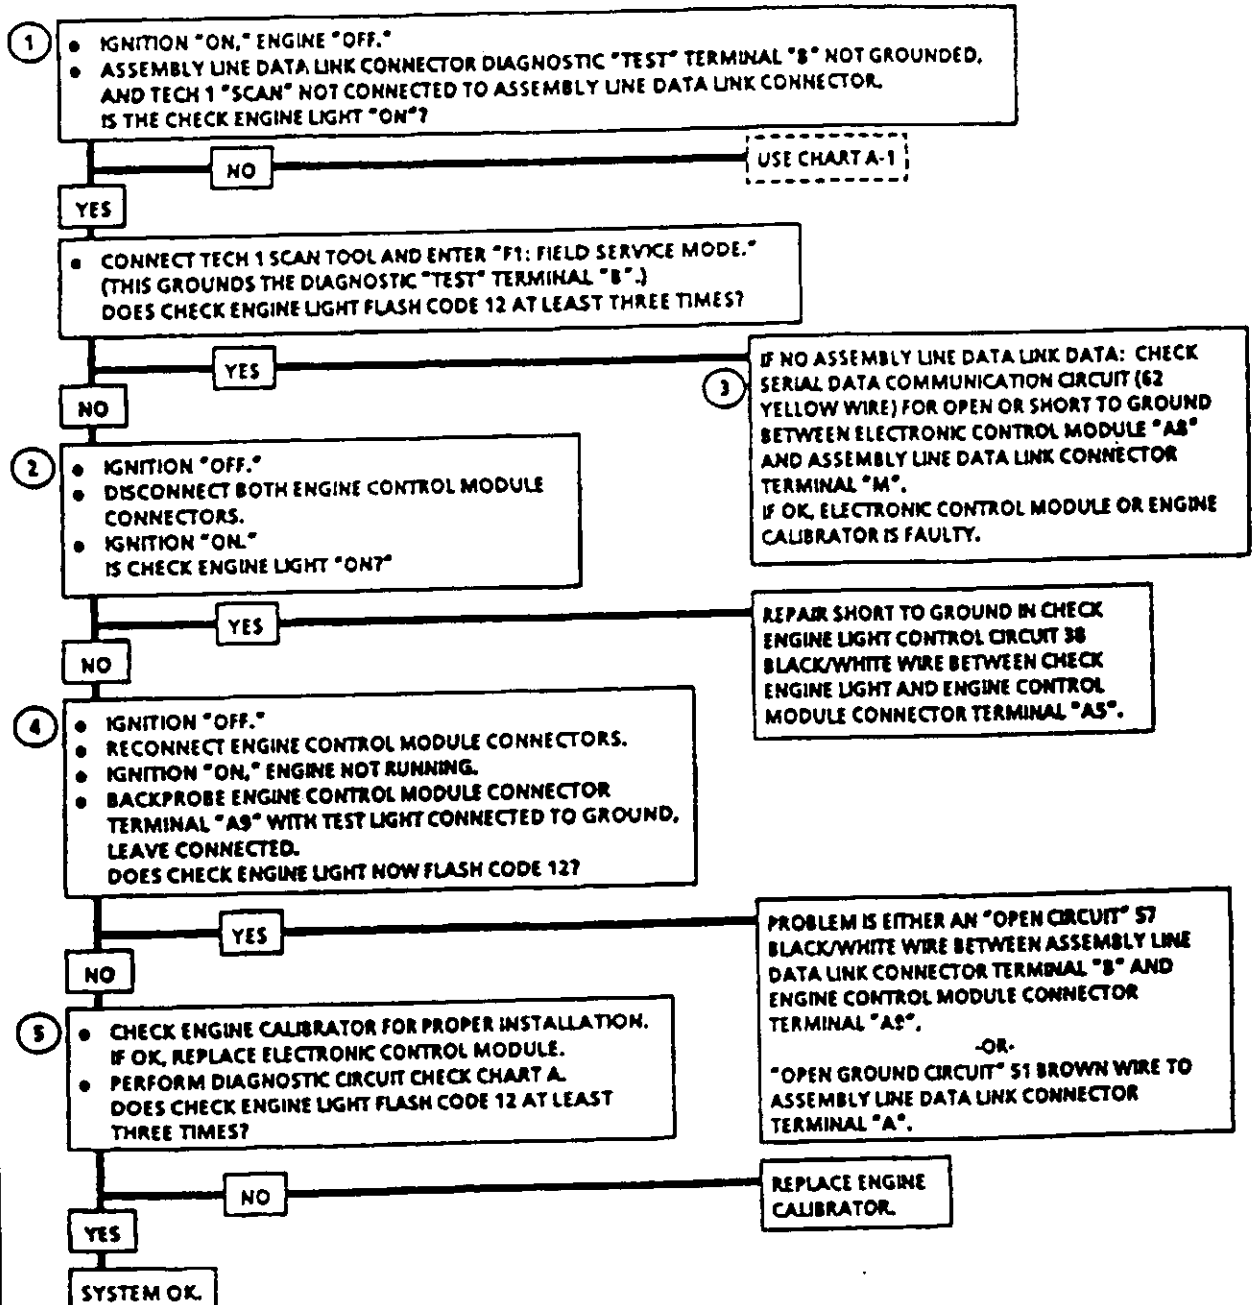 1
• IGNITION "ON," ENGINE "OFF."
• ASSEMBLY LINE DATA LINK CONNECTOR DIAGNOSTIC "TEST" TERMINAL "B" NOT GROUNDED,
AND TECH 1 "SCAN" NOT CONNECTED TO ASSEMBLY LINE DATA LINK CONNECTOR.
IS THE CHECK ENGINE LIGHT "ON"?
NO
USE CHART A-1
YES
• CONNECT TECH 1 SCAN TOOL AND ENTER "F1: FIELD SERVICE MODE."
(THIS GROUNDS THE DIAGNOSTIC "TEST" TERMINAL "B".)
DOES CHECK ENGINE LIGHT FLASH CODE 12 AT LEAST THREE TIMES?
YES
3
IF NO ASSEMBLY LINE DATA LINK DATA: CHECK
SERIAL DATA COMMUNICATION CIRCUIT (62
YELLOW WIRE) FOR OPEN OR SHORT TO GROUND
BETWEEN ELECTRONIC CONTROL MODULE "A8"
AND ASSEMBLY LINE DATA LINK CONNECTOR
TERMINAL "M".
IF OK, ELECTRONIC CONTROL MODULE OR ENGINE
CALIBRATOR IS FAULTY.
NO
2
• IGNITION "OFF."
• DISCONNECT BOTH ENGINE CONTROL MODULE
CONNECTORS.
• IGNITION "ON."
IS CHECK ENGINE LIGHT "ON?"
YES
REPAIR SHORT TO GROUND IN CHECK
ENGINE LIGHT CONTROL CIRCUIT 38
BLACK/WHITE WIRE BETWEEN CHECK
ENGINE LIGHT AND ENGINE CONTROL
MODULE CONNECTOR TERMINAL "A5".
NO
4
• IGNITION "OFF."
• RECONNECT ENGINE CONTROL MODULE CONNECTORS.
• IGNITION "ON," ENGINE NOT RUNNING.
• BACKPROBE ENGINE CONTROL MODULE CONNECTOR
TERMINAL "A9" WITH TEST LIGHT CONNECTED TO GROUND,
LEAVE CONNECTED.
DOES CHECK ENGINE LIGHT NOW FLASH CODE 12?
YES
PROBLEM IS EITHER AN "OPEN CIRCUIT" 57
BLACK/WHITE WIRE BETWEEN ASSEMBLY LINE
DATA LINK CONNECTOR TERMINAL "B" AND
ENGINE CONTROL MODULE CONNECTOR
TERMINAL "A9".
-OR-
"OPEN GROUND CIRCUIT" 51 BROWN WIRE TO
ASSEMBLY LINE DATA LINK CONNECTOR
TERMINAL "A".
NO
5
• CHECK ENGINE CALIBRATOR FOR PROPER INSTALLATION.
IF OK, REPLACE ELECTRONIC CONTROL MODULE.
• PERFORM DIAGNOSTIC CIRCUIT CHECK CHART A.
DOES CHECK ENGINE LIGHT FLASH CODE 12 AT LEAST
THREE TIMES?
NO
REPLACE ENGINE
CALIBRATOR.
YES
SYSTEM OK.